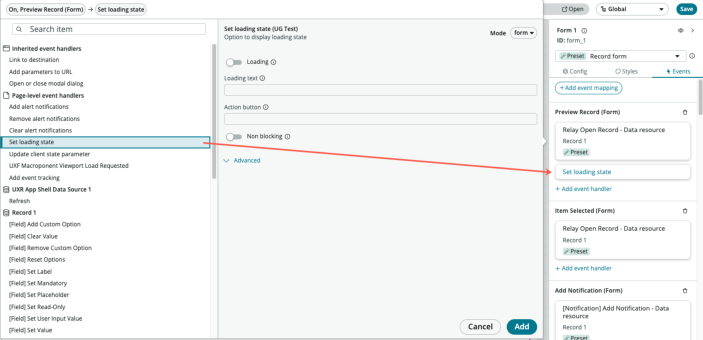 On, Preview Record (Form) → Set loading state
Search item
Inherited event handlers
Link to destination
Add parameters to URL
Open or close modal dialog
Page-level event handlers
Add alert notifications
Remove alert notifications
Clear alert notifications
Set loading state
Update client state parameter
UXF Macroponent Viewport Load Requested
Add event tracking
UXR App Shell Data Source 1
Refresh
Record 1
[Field] Add Custom Option
[Field] Clear Value
[Field] Remove Custom Option
[Field] Reset Options
[Field] Set Label
[Field] Set Mandatory
[Field] Set Placeholder
[Field] Set Read-Only
[Field] Set User Input Value
[Field] Set Value
Set loading state (UG Test)
Option to display loading state
Mode form
Loading
Loading text
Action button
Non blocking
Advanced
Cancel Add
Open Global Save
Form 1
ID: form_1
Preset Record form
Config Styles Events
+ Add event mapping
Preview Record (Form)
Relay Open Record - Data resource
Record 1
Preset
Set loading state
+ Add event handler
Item Selected (Form)
Relay Open Record - Data resource
Record 1
Preset
+ Add event handler
Add Notification (Form)
[Notification] Add Notification - Data
resource
Record 1
Preset